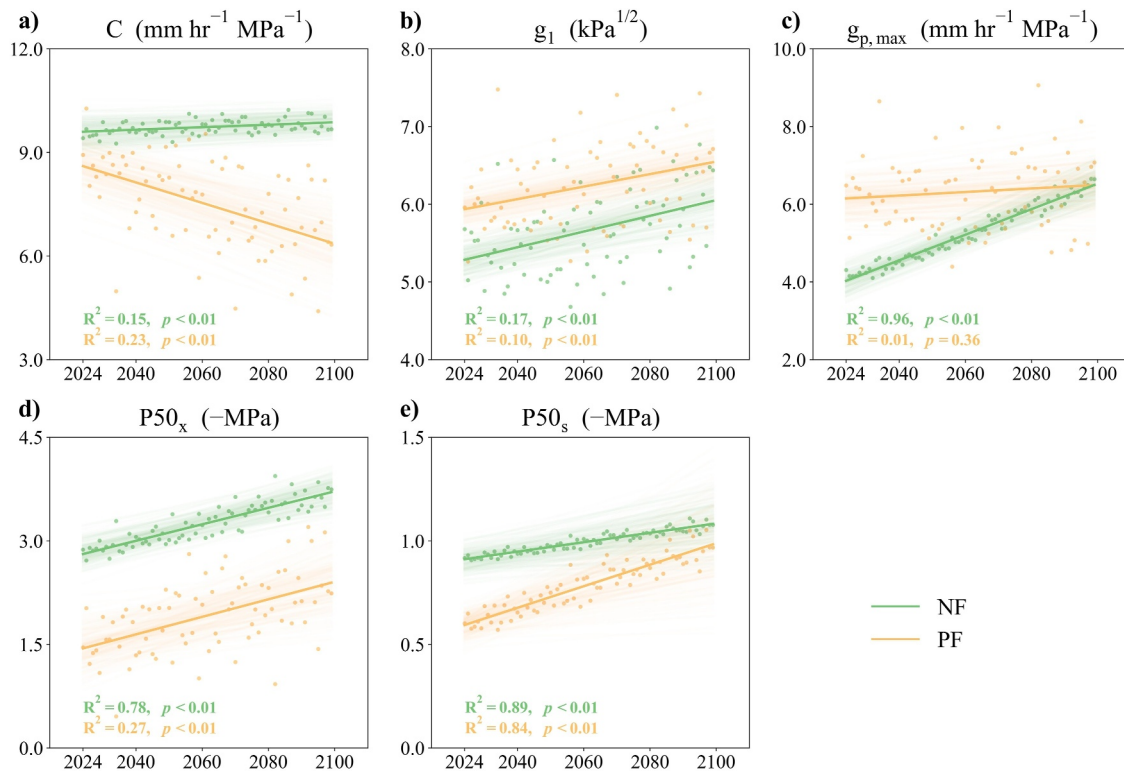 a) C (mm hr⁻¹ MPa⁻¹)
12.0
9.0
6.0
3.0
R² = 0.15, p < 0.01
R² = 0.23, p < 0.01
2024 2040 2060 2080 2100
b) g₁ (kPa^1/2)
8.0
7.0
6.0
5.0
4.0
R² = 0.17, p < 0.01
R² = 0.10, p < 0.01
2024 2040 2060 2080 2100
c) gₚ, ₘₐₓ (mm hr⁻¹ MPa⁻¹)
10.0
8.0
6.0
4.0
2.0
R² = 0.96, p < 0.01
R² = 0.01, p = 0.36
2024 2040 2060 2080 2100
d) P50ₓ (−MPa)
4.5
3.0
1.5
0.0
R² = 0.78, p < 0.01
R² = 0.27, p < 0.01
2024 2040 2060 2080 2100
e) P50ₛ (−MPa)
1.5
1.0
0.5
0.0
R² = 0.89, p < 0.01
R² = 0.84, p < 0.01
2024 2040 2060 2080 2100
NF
PF